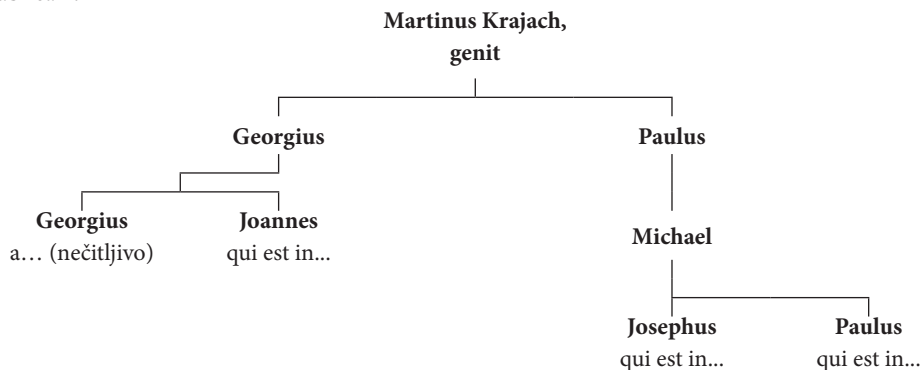 Martinus Krajach,
genit
Georgius
Paulus
Georgius
a… (nečitljivo)
Joannes
qui est in...
Michael
Josephus
qui est in...
Paulus
qui est in...